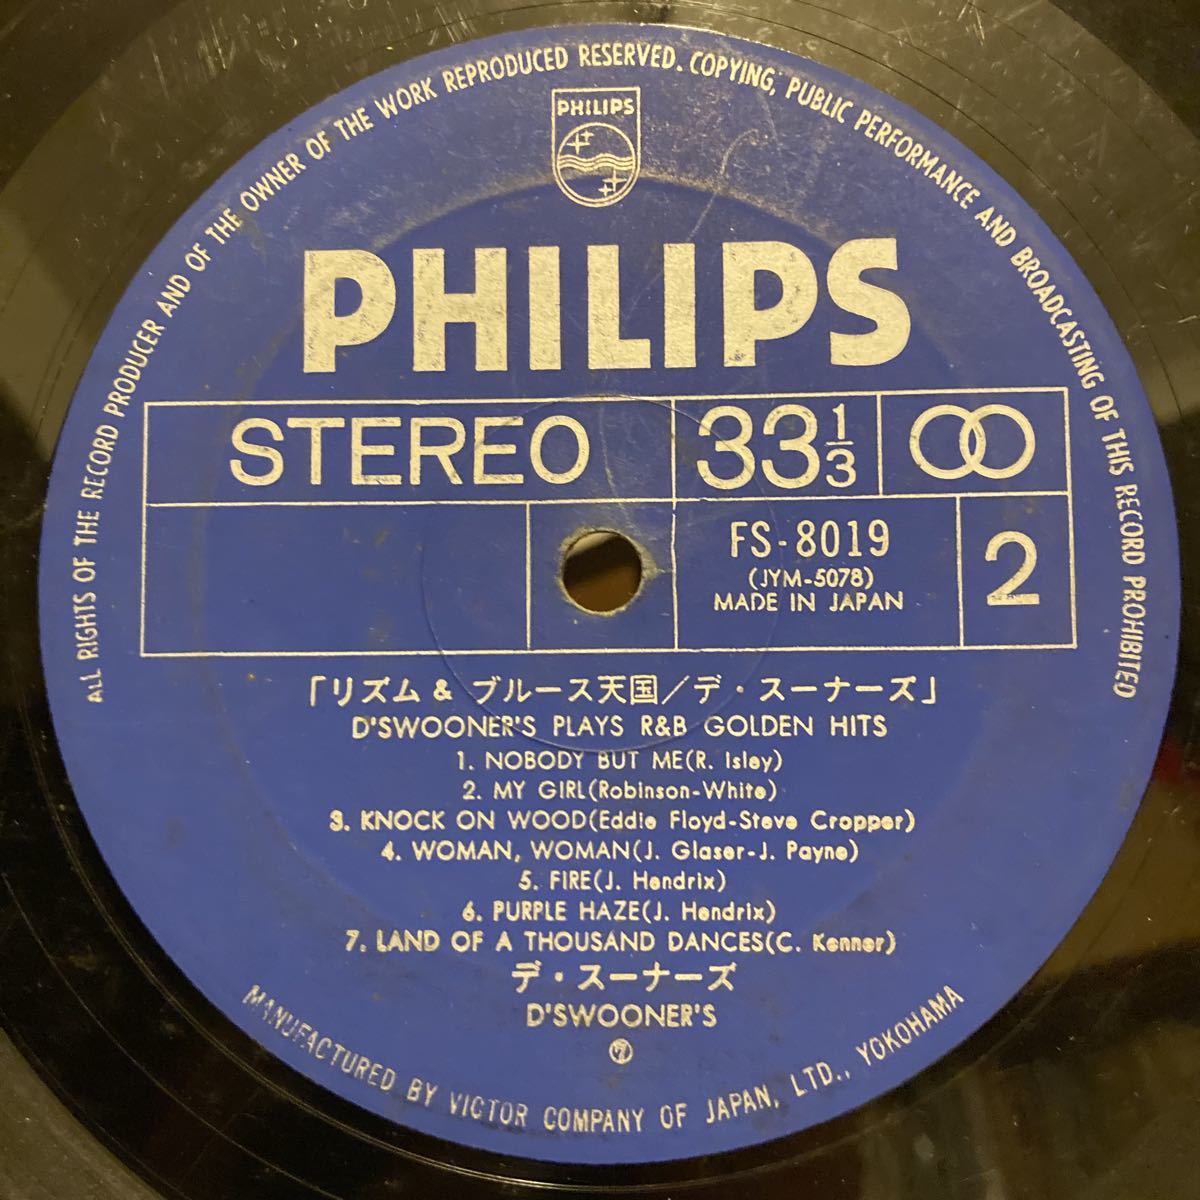 ALL RIGHTS OF THE RECORD PRODUCER AND OF THE OWNER OF THE WORK REPRODUCED RESERVED. COPYING, PUBLIC PERFORMANCE AND BROADCASTING OF THIS RECORD PROHIBITED
PHILIPS
PHILIPS
STEREO 33 1/3
FS-8019
(JYM-5078)
MADE IN JAPAN
2
「リズム & ブルース天国/デ・スーナーズ」
D'SWOONER'S PLAYS R&B GOLDEN HITS
1. NOBODY BUT ME(R. Isley)
2. MY GIRL(Robinson-White)
3. KNOCK ON WOOD(Eddie Floyd-Steve Cropper)
4. WOMAN, WOMAN(J. Glaser-J. Payne)
5. FIRE(J. Hendrix)
6. PURPLE HAZE(J. Hendrix)
7. LAND OF A THOUSAND DANCES(C. Kenner)
デ・スーナーズ
D'SWOONER'S
MANUFACTURED BY VICTOR COMPANY OF JAPAN, LTD., YOKOHAMA